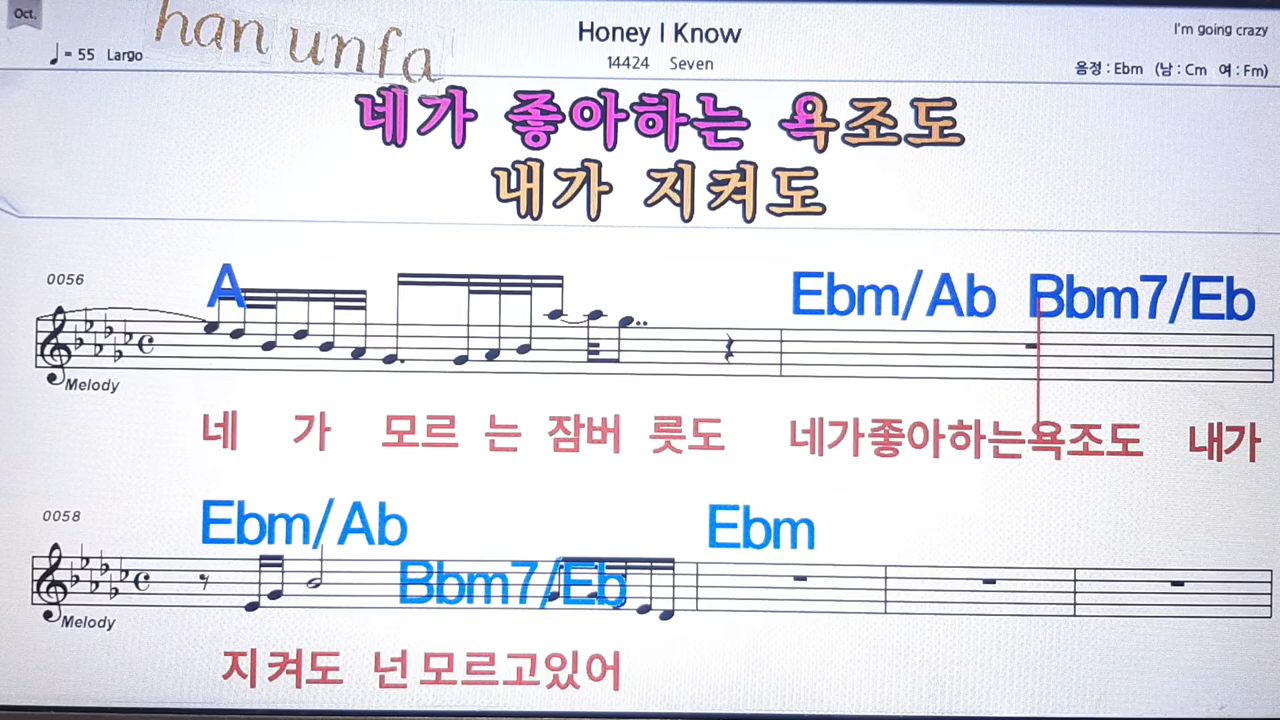 Oct.
han unfa
Honey I Know
I'm going crazy
♩ = 55 Largo
14424 Seven
음정 : Ebm (남 : Cm 여 : Fm)
네가 좋아하는 욕조도
내가 지켜도
0056
A Ebm/Ab Bbm7/Eb
Melody
네 가 모르 는 잠버 릇도 네가좋아하는욕조도 내가
0058
Ebm/Ab Ebm
Bbm7/Eb
Melody
지켜도 넌모르고있어